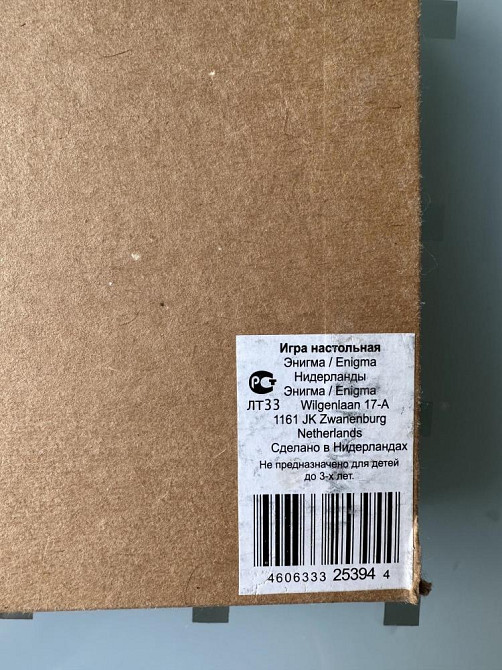 Игра настольная
Энигма / Enigma
Нидерланды
Энигма / Enigma
ЛТ33 Wilgenlaan 17-A
1161 JK Zwanenburg
Netherlands
Сделано в Нидерландах
Не предназначено для детей
до 3-х лет.
4606333 25394 4